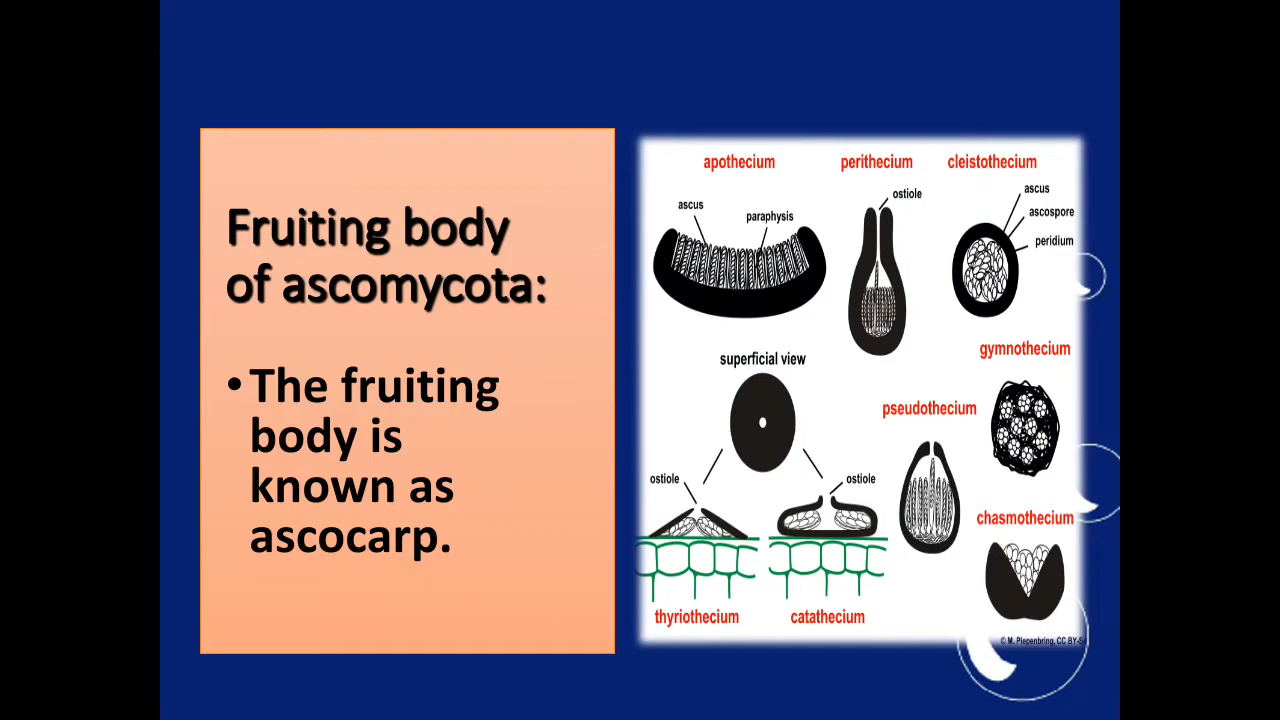 Fruiting body
of ascomycota:
• The fruiting
body is
known as
ascocarp.
apothecium
perithecium
cleistothecium
ostiole
ascus
ascus
paraphysis
ascospore
peridium
superficial view
gymnothecium
pseudothecium
ostiole
ostiole
chasmothecium
thyriothecium
catathecium
© M. Piepenbring, CC BY-SA